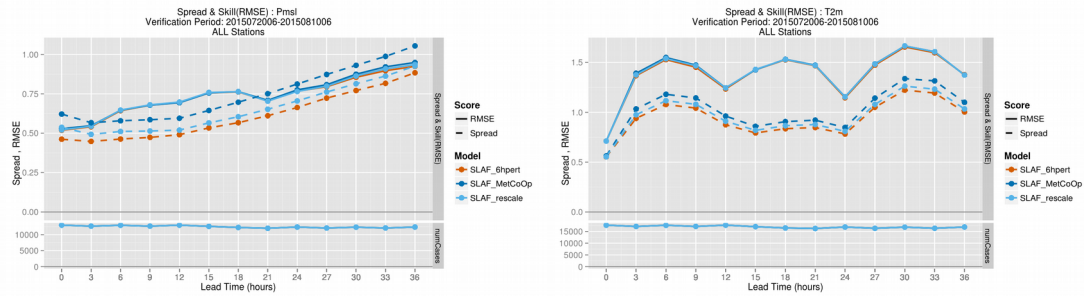 Spread & Skill(RMSE) : Pmsl
Verification Period: 2015072006-2015081006
ALL Stations
Spread , RMSE
1.00
0.75
0.50
0.25
0.00
Spread & Skill(RMSE)
10000
5000
0
numCases
0 3 6 9 12 15 18 21 24 27 30 33 36
Lead Time (hours)
Score
RMSE
Spread
Model
SLAF_6hpert
SLAF_MetCoOp
SLAF_rescale
Spread & Skill(RMSE) : T2m
Verification Period: 2015072006-2015081006
ALL Stations
Spread , RMSE
1.5
1.0
0.5
0.0
Spread & Skill(RMSE)
15000
10000
5000
0
numCases
0 3 6 9 12 15 18 21 24 27 30 33 36
Lead Time (hours)
Score
RMSE
Spread
Model
SLAF_6hpert
SLAF_MetCoOp
SLAF_rescale